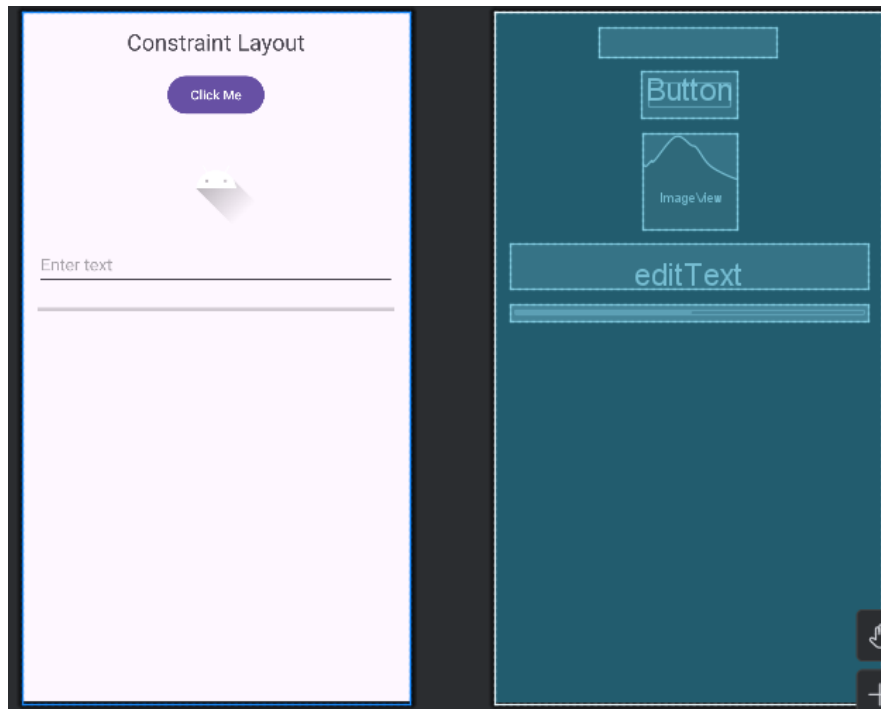 Constraint Layout
Click Me
Enter text
Button
ImageView
editText